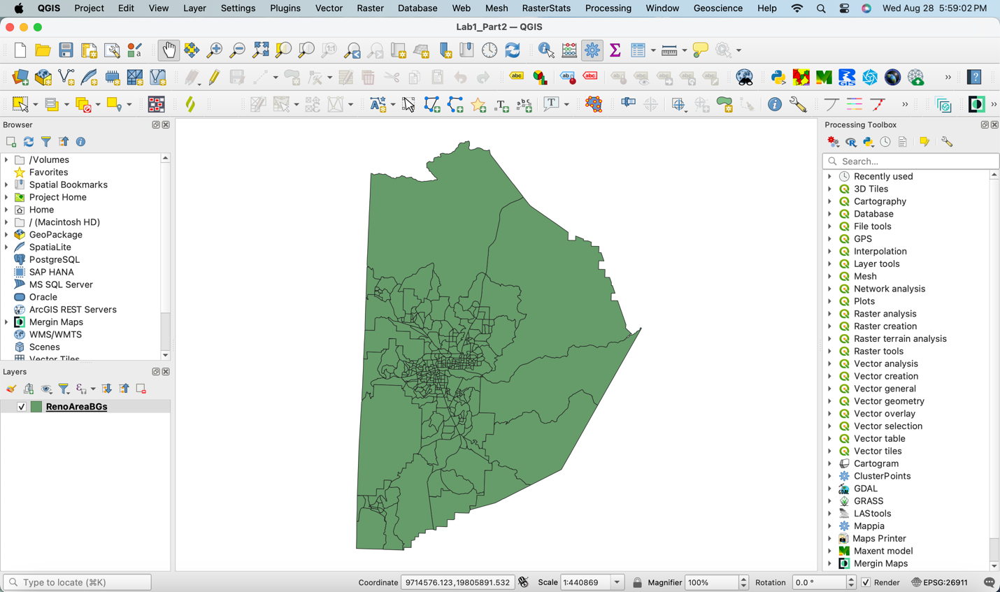 QGIS Project Edit View Layer Settings Plugins Vector Raster Database Web Mesh RasterStats Processing Window Geoscience Help Wed Aug 28 5:59:02 PM
Lab1_Part2 — QGIS
Browser
/Volumes
Favorites
Spatial Bookmarks
Project Home
Home
/ (Macintosh HD)
GeoPackage
SpatiaLite
PostgreSQL
SAP HANA
MS SQL Server
Oracle
ArcGIS REST Servers
Mergin Maps
WMS/WMTS
Scenes
Vector Tiles
Layers
RenoAreaBGs
Processing Toolbox
Search...
Recently used
3D Tiles
Cartography
Database
File tools
GPS
Interpolation
Layer tools
Mesh
Network analysis
Plots
Raster analysis
Raster creation
Raster terrain analysis
Raster tools
Vector analysis
Vector creation
Vector general
Vector geometry
Vector overlay
Vector selection
Vector table
Vector tiles
Cartogram
ClusterPoints
GDAL
GRASS
LAStools
Mappia
Maps Printer
Maxent model
Mergin Maps
Type to locate (⌘K) Coordinate 9714576.123,19805891.532 Scale 1:440869 Magnifier 100% Rotation 0.0 ° Render EPSG:26911